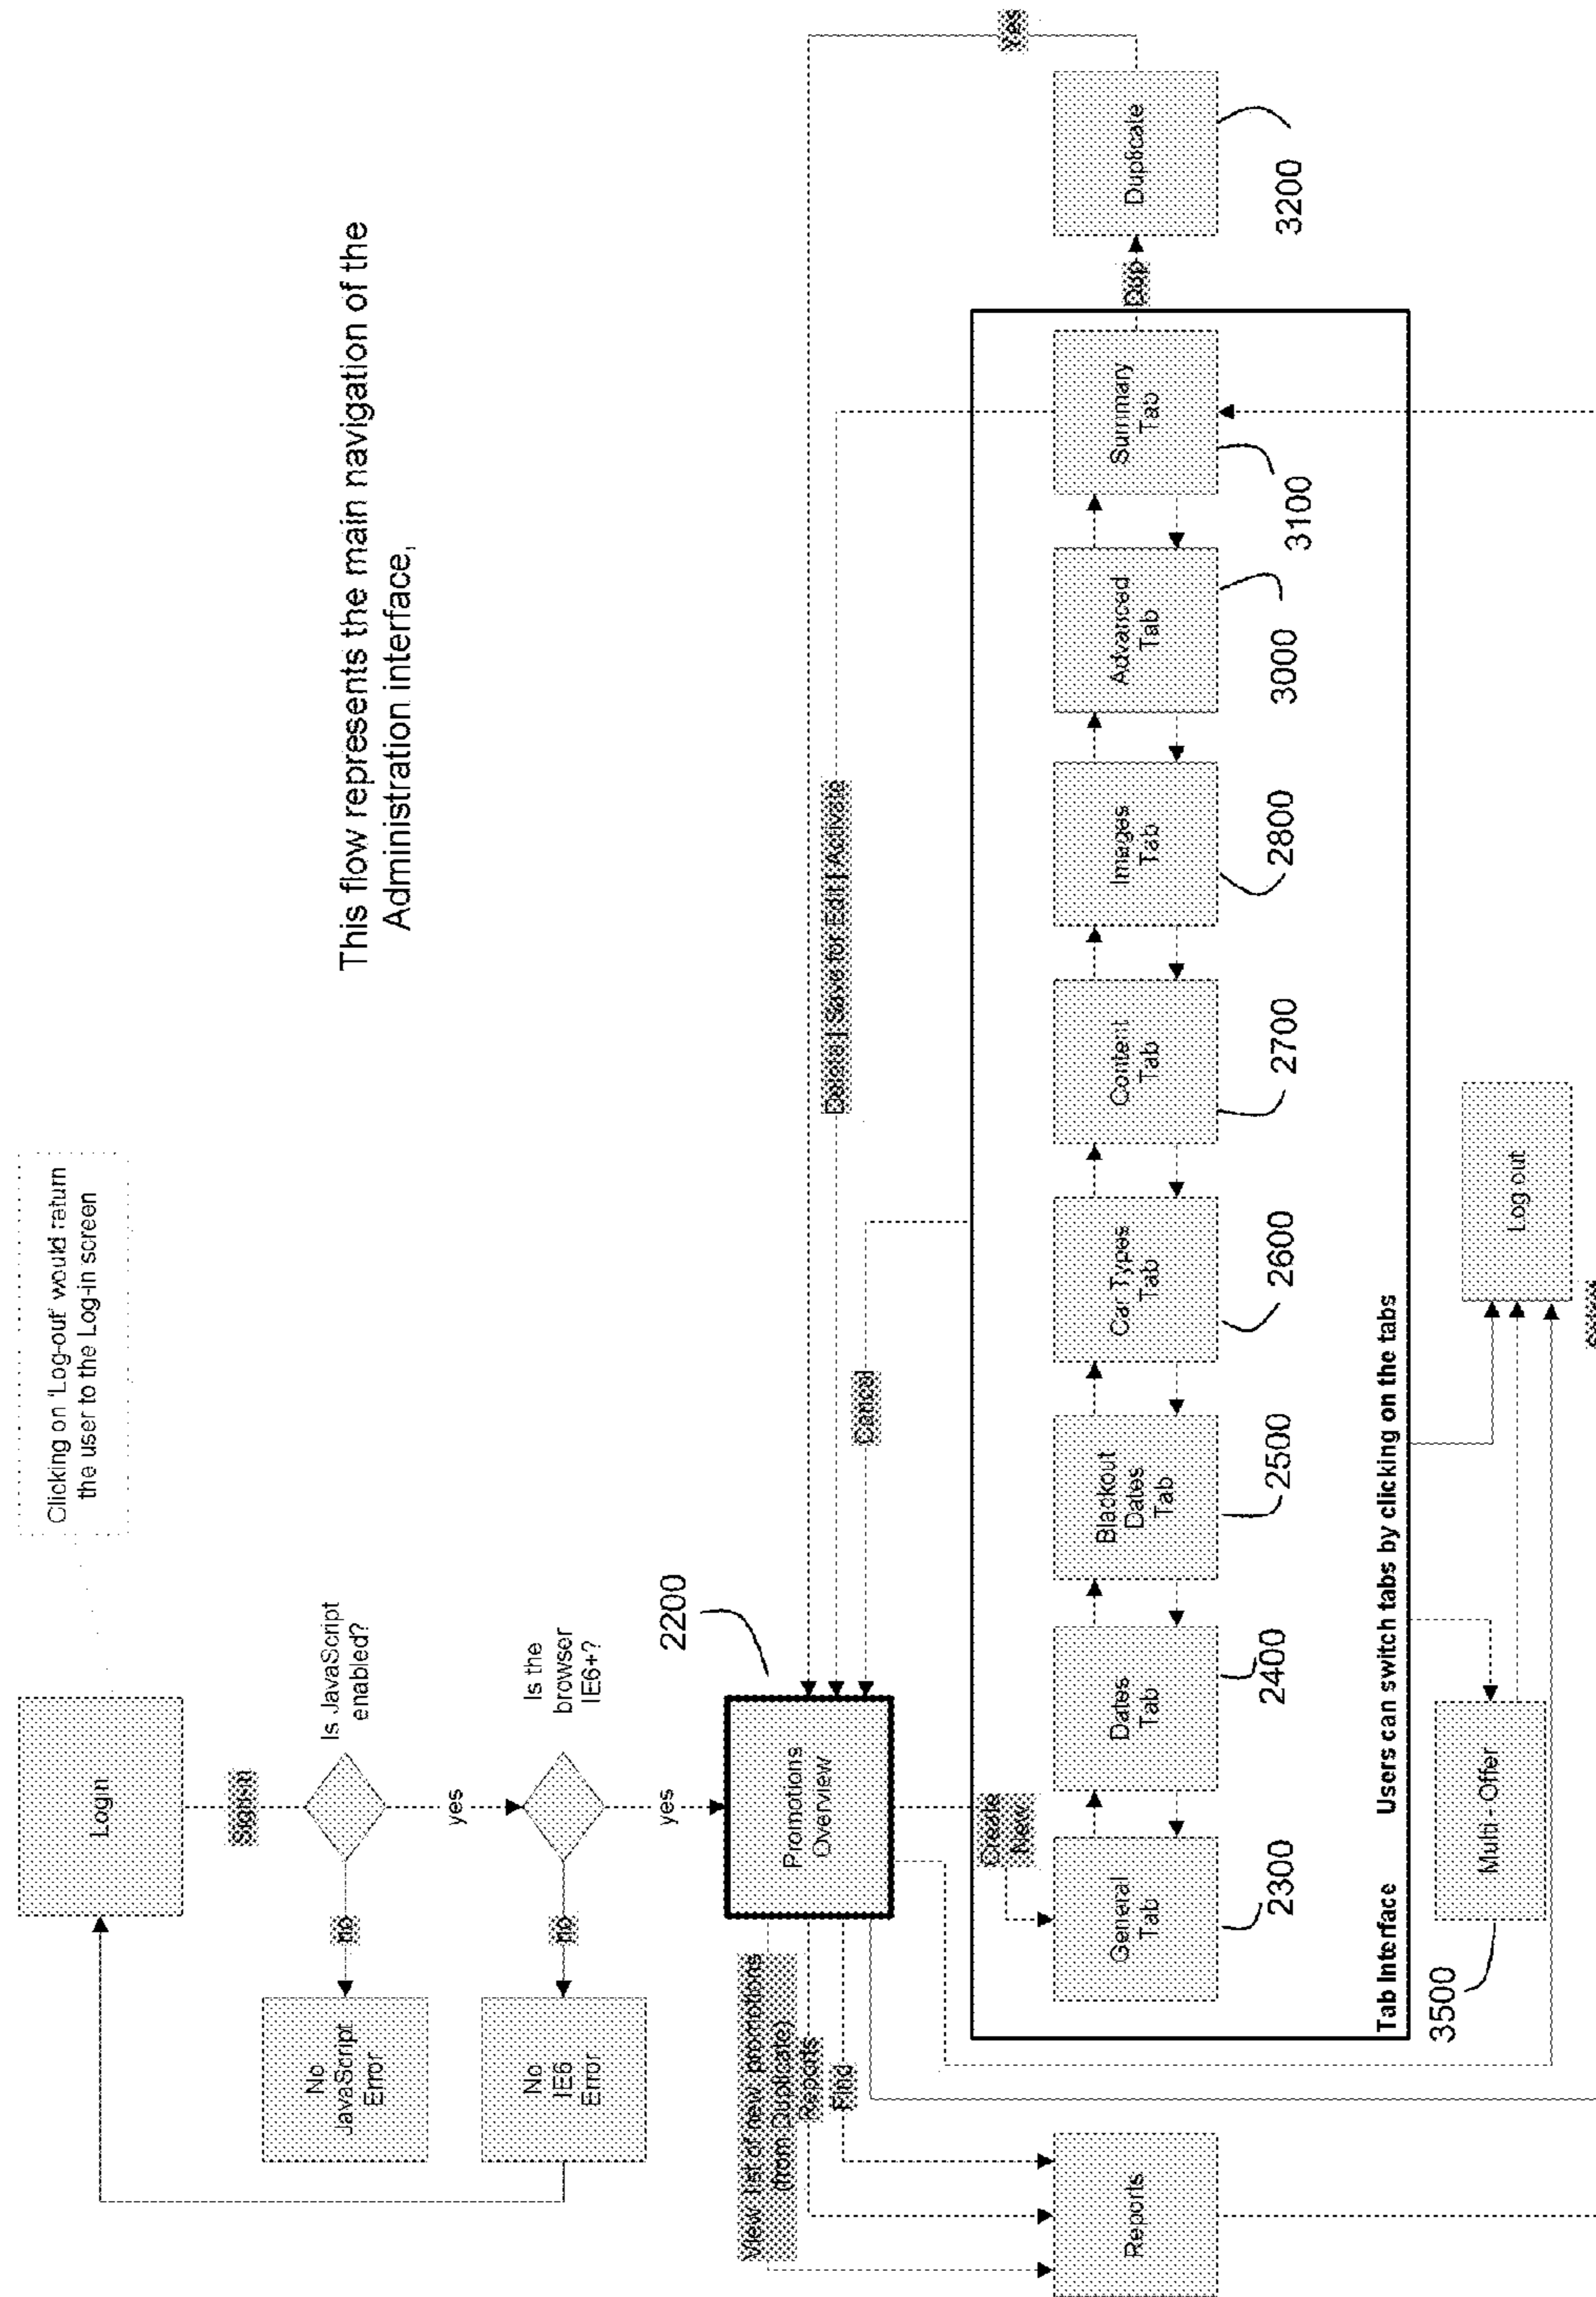 Clicking on 'Log-out' would return
the user to the Log-in screen
Login
Sign-in
Is JavaScript
enabled?
no
No
JavaScript
Error
yes
Is the
browser
IE6+?
no
No
IE6
Error
yes
This flow represents the main navigation of the
Administration interface.
2200
Promotions
Overview
View list of new promotions
(from Duplicate)
Reports
Find
Create
New
Cancel
Delete | Save for Edit | Activate
Yes
Reports
General
Tab
2300
Dates
Tab
2400
Blackout
Dates
Tab
2500
Car Types
Tab
2600
Content
Tab
2700
Images
Tab
2800
Advanced
Tab
3000
Summary
Tab
3100
Dup
Duplicate
3200
Tab Interface Users can switch tabs by clicking on the tabs
3500
Multi - Offer
Log out